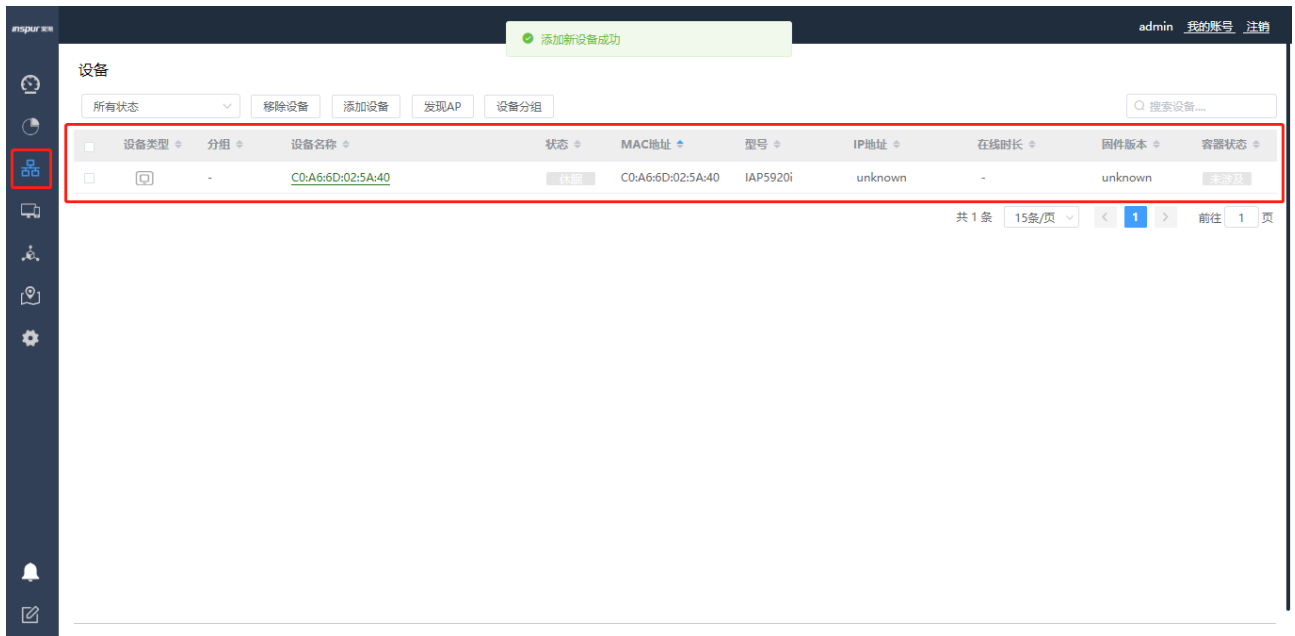 inspur 浪潮
admin 我的账号 注销
添加新设备成功
设备
所有状态 移除设备 添加设备 发现AP 设备分组 搜索设备....
设备类型 分组 设备名称 状态 MAC地址 型号 IP地址 在线时长 固件版本 容器状态
- C0:A6:6D:02:5A:40 休眠 C0:A6:6D:02:5A:40 IAP5920i unknown - unknown 未涉及
共 1 条 15条/页 < 1 > 前往 1 页